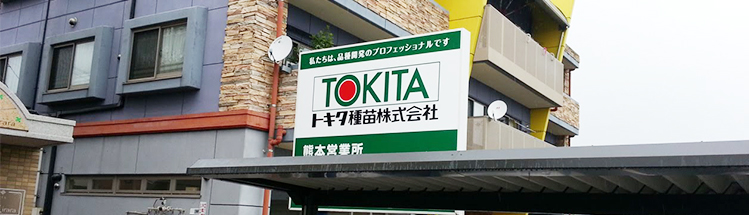 私たちは、品種開発のプロフェッショナルです
TOKITA
トキタ種苗株式会社
熊本営業所